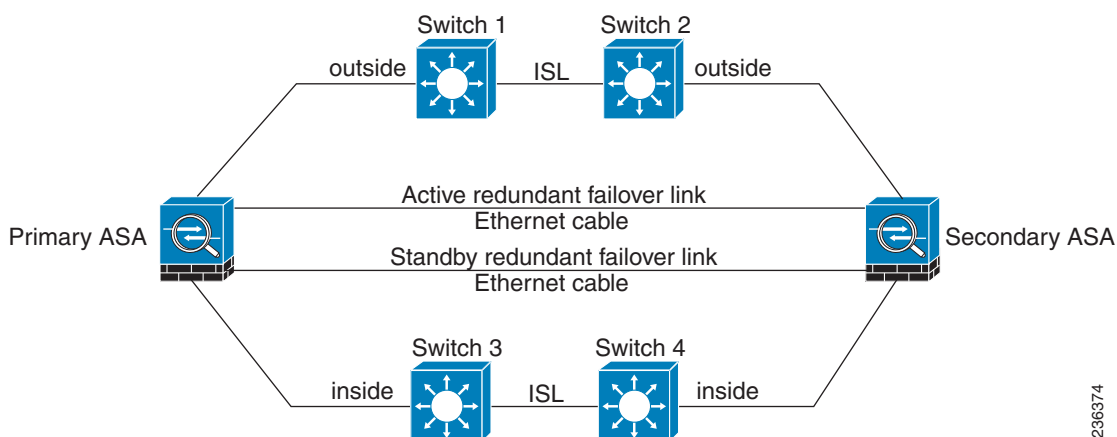 Switch 1
Switch 2
outside
ISL
outside
Active redundant failover link
Ethernet cable
Primary ASA
Secondary ASA
Standby redundant failover link
Ethernet cable
Switch 3
Switch 4
inside
ISL
inside
236374